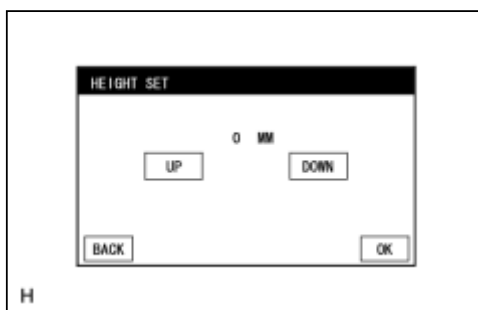 HEIGHT SET
0 MM
UP DOWN
BACK OK
H